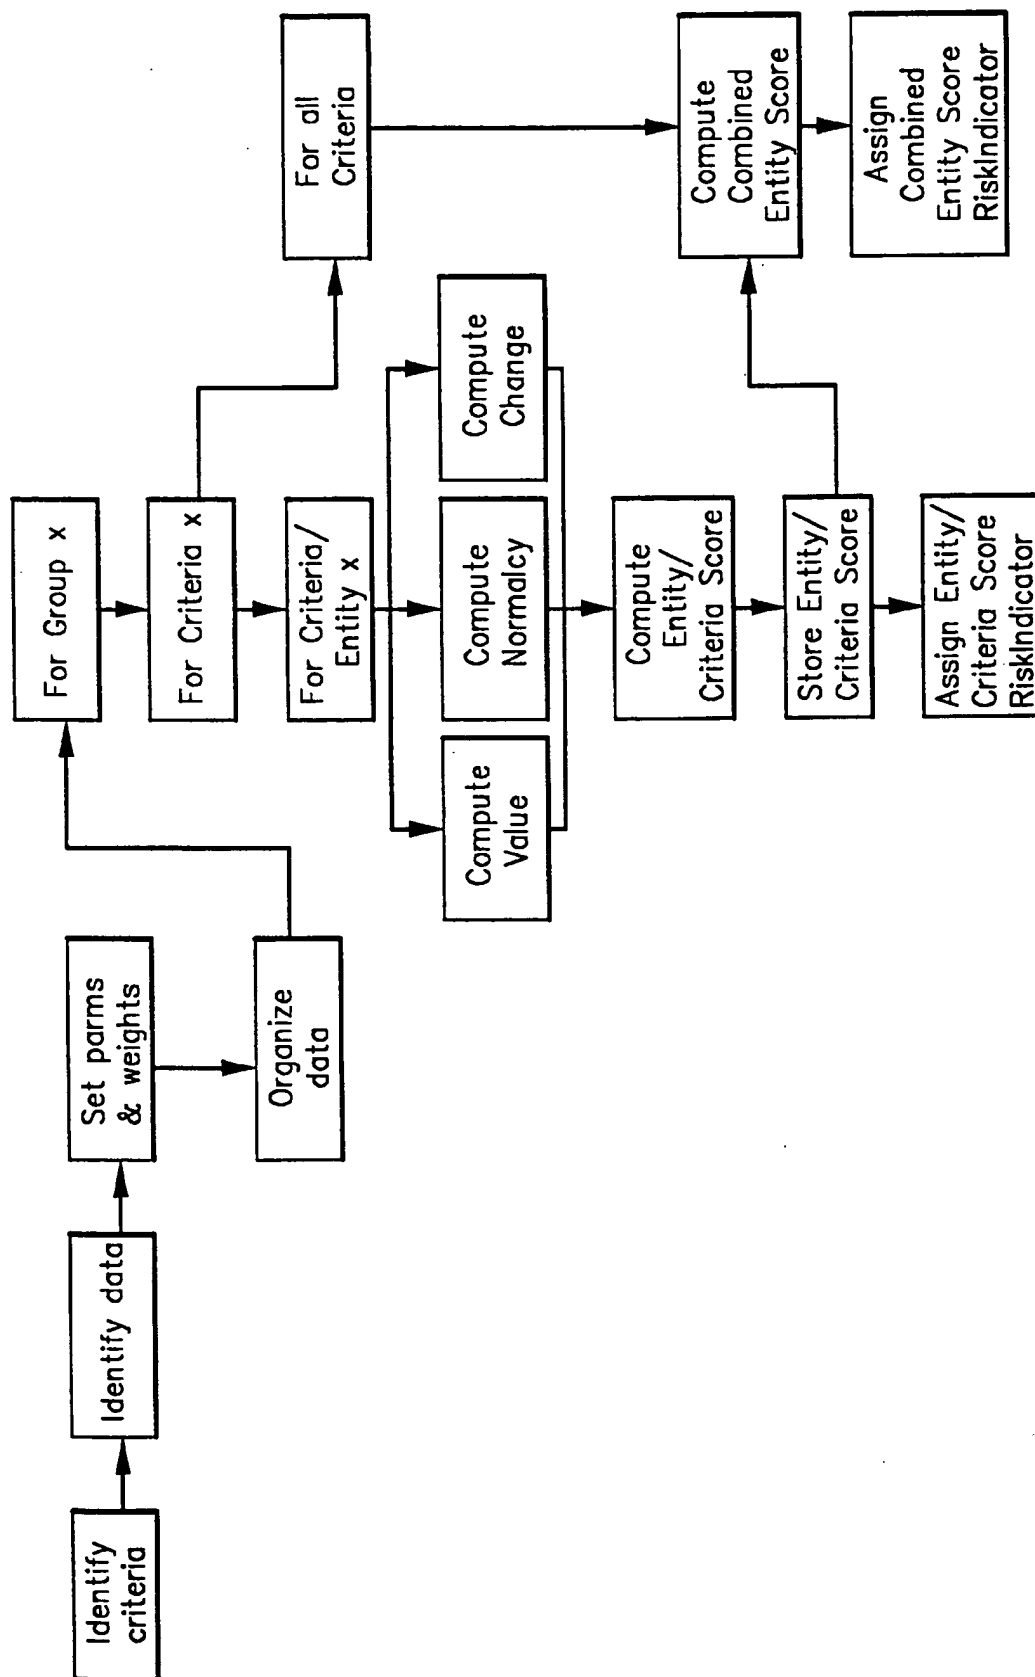 Identify
criteria
Identify data
Set parms
& weights
Organize
data
For Group x
For Criteria x
For Criteria/
Entity x
Compute
Value
Compute
Normalcy
Compute
Change
Compute
Entity/
Criteria Score
Store Entity/
Criteria Score
Assign Entity/
Criteria Score
RiskIndicator
For all
Criteria
Compute
Combined
Entity Score
Assign
Combined
Entity Score
RiskIndicator